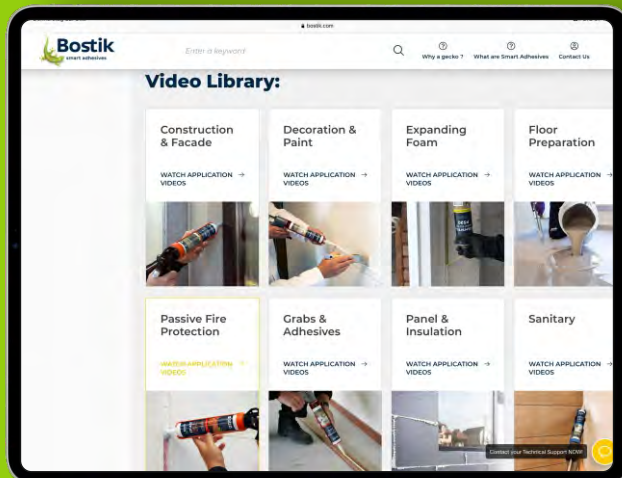 bostik.com
Bostik
smart adhesives
Enter a keyword
Why a gecko ?
What are Smart Adhesives
Contact Us
Video Library:
Construction
& Facade
WATCH APPLICATION →
VIDEOS
Decoration &
Paint
WATCH APPLICATION →
VIDEOS
Expanding
Foam
WATCH APPLICATION →
VIDEOS
Floor
Preparation
WATCH APPLICATION →
VIDEOS
Passive Fire
Protection
WATCH APPLICATION →
VIDEOS
Grabs &
Adhesives
WATCH APPLICATION →
VIDEOS
Panel &
Insulation
WATCH APPLICATION →
VIDEOS
Sanitary
WATCH APPLICATION →
VIDEOS
Contact your Technical Support NOW!